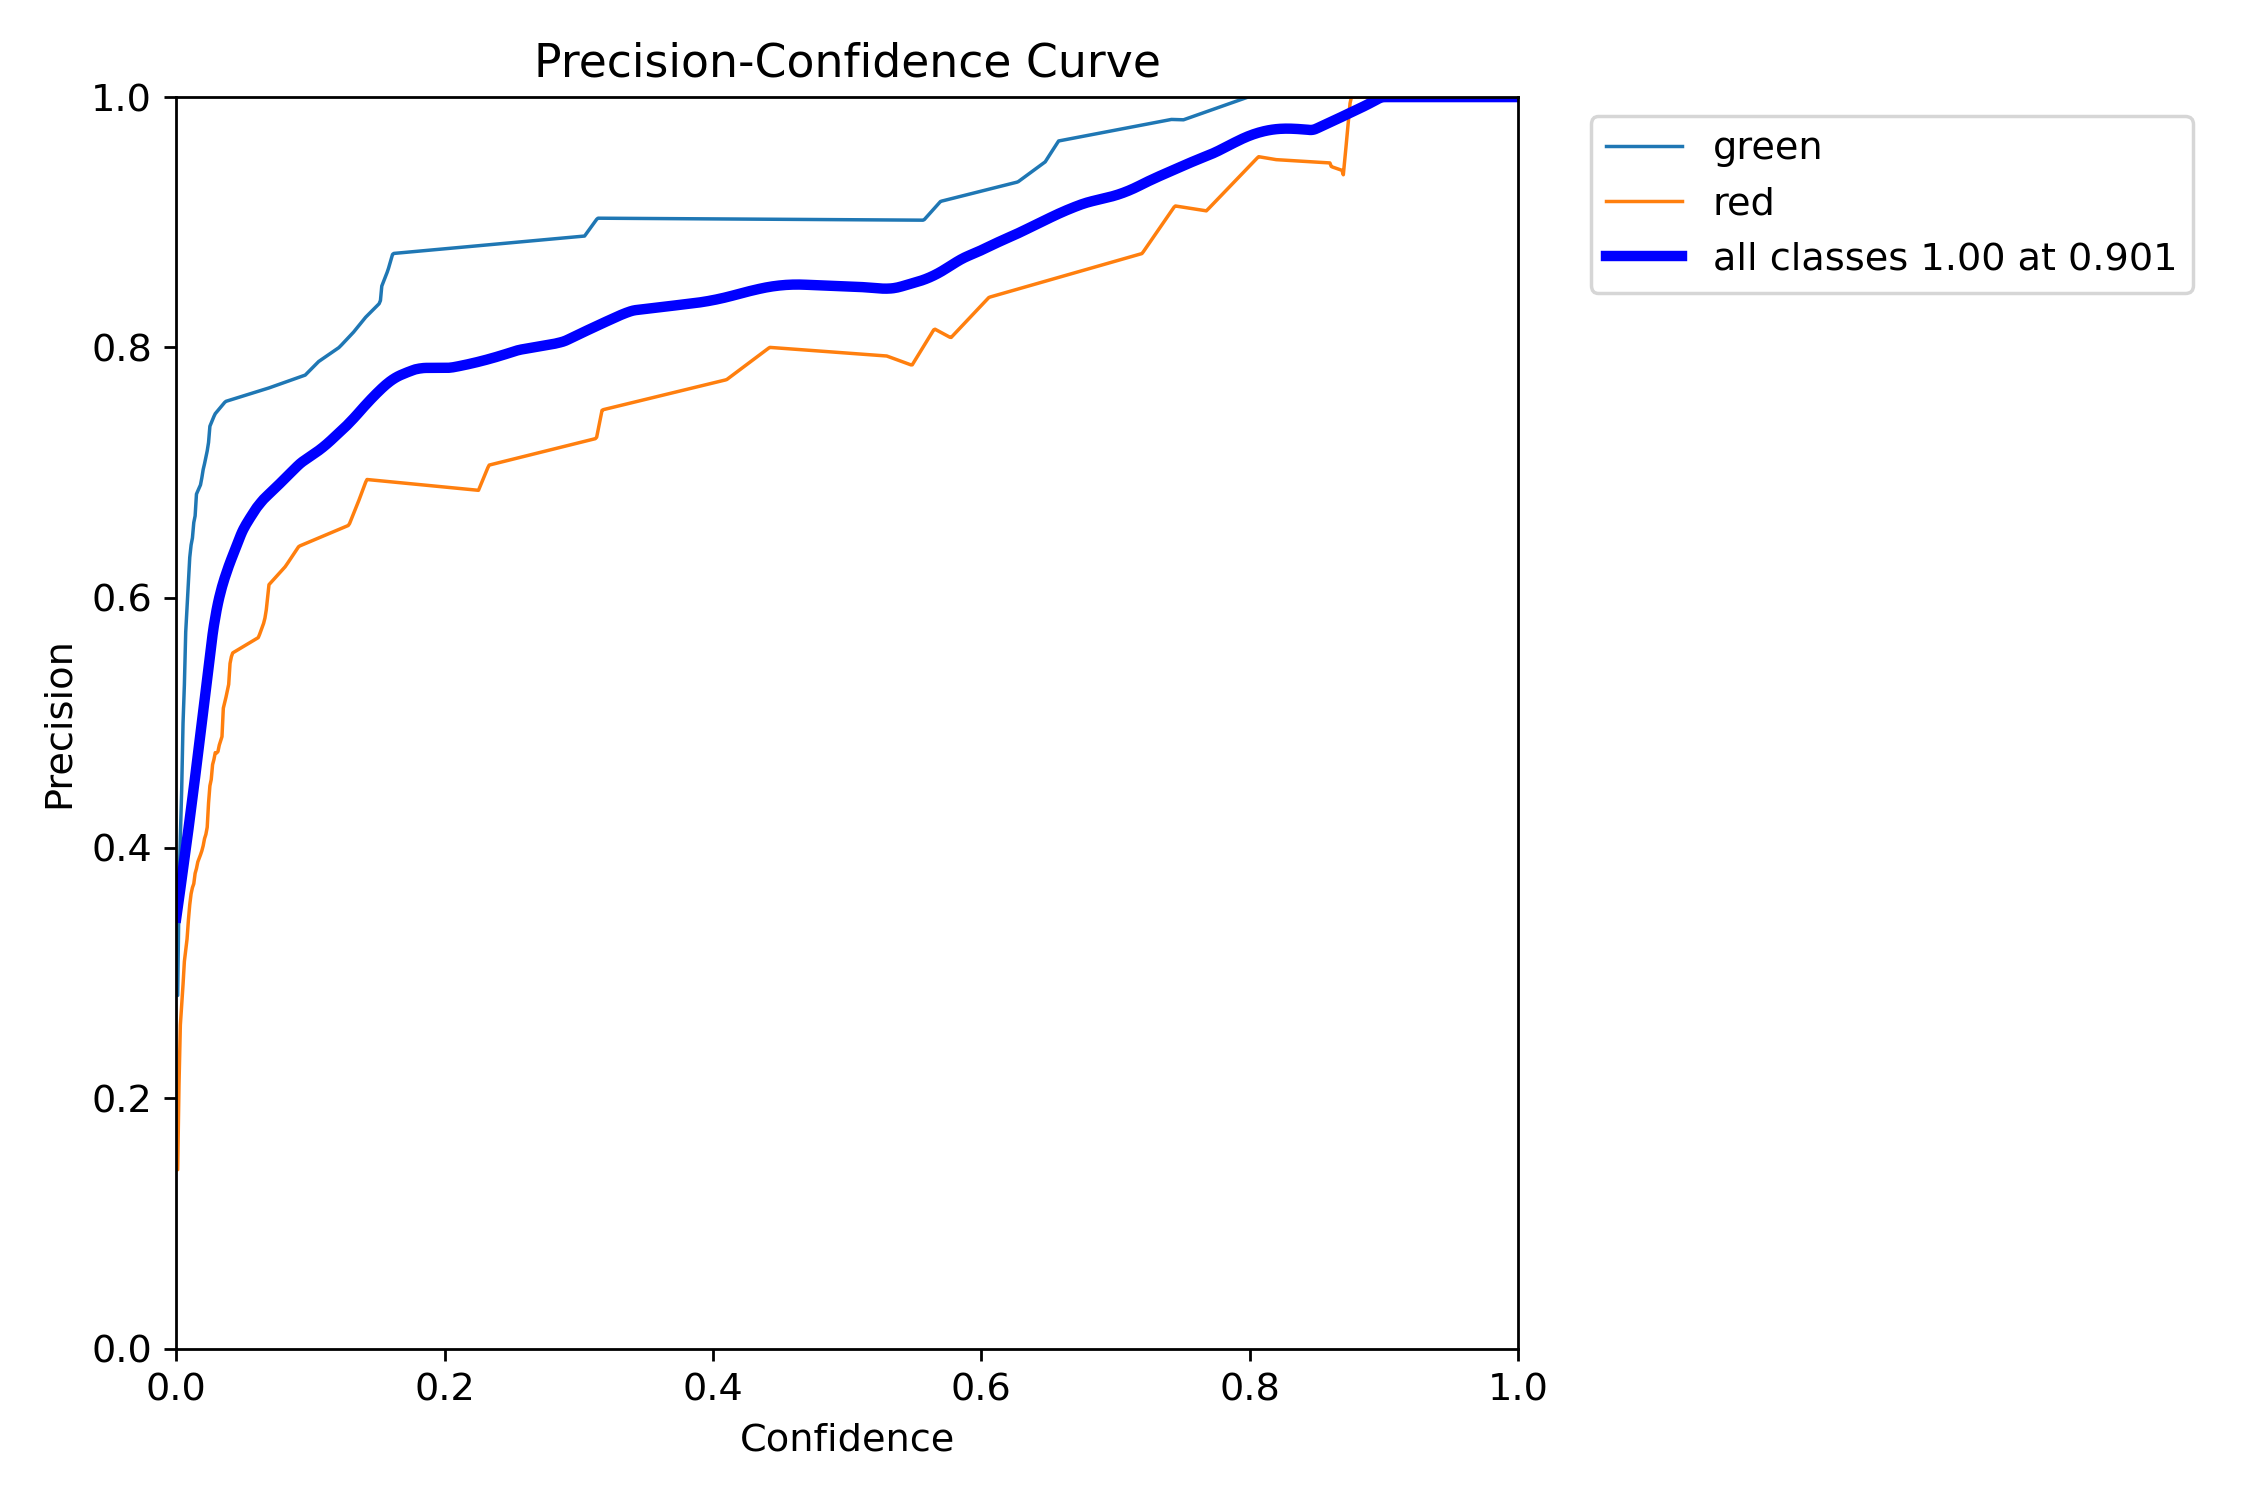 Precision-Confidence Curve
1.0
0.8
0.6
0.4
0.2
0.0
Precision
0.0 0.2 0.4 0.6 0.8 1.0
Confidence
green
red
all classes 1.00 at 0.901